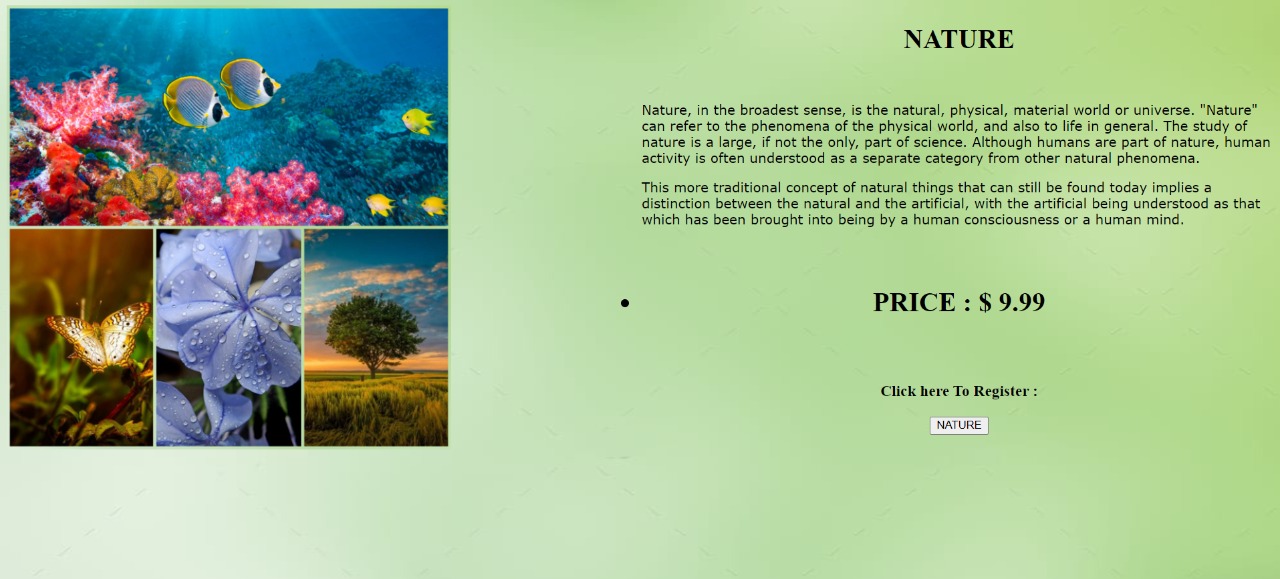 NATURE
Nature, in the broadest sense, is the natural, physical, material world or universe. "Nature"
can refer to the phenomena of the physical world, and also to life in general. The study of
nature is a large, if not the only, part of science. Although humans are part of nature, human
activity is often understood as a separate category from other natural phenomena.
This more traditional concept of natural things that can still be found today implies a
distinction between the natural and the artificial, with the artificial being understood as that
which has been brought into being by a human consciousness or a human mind.
PRICE : $ 9.99
Click here To Register :
NATURE